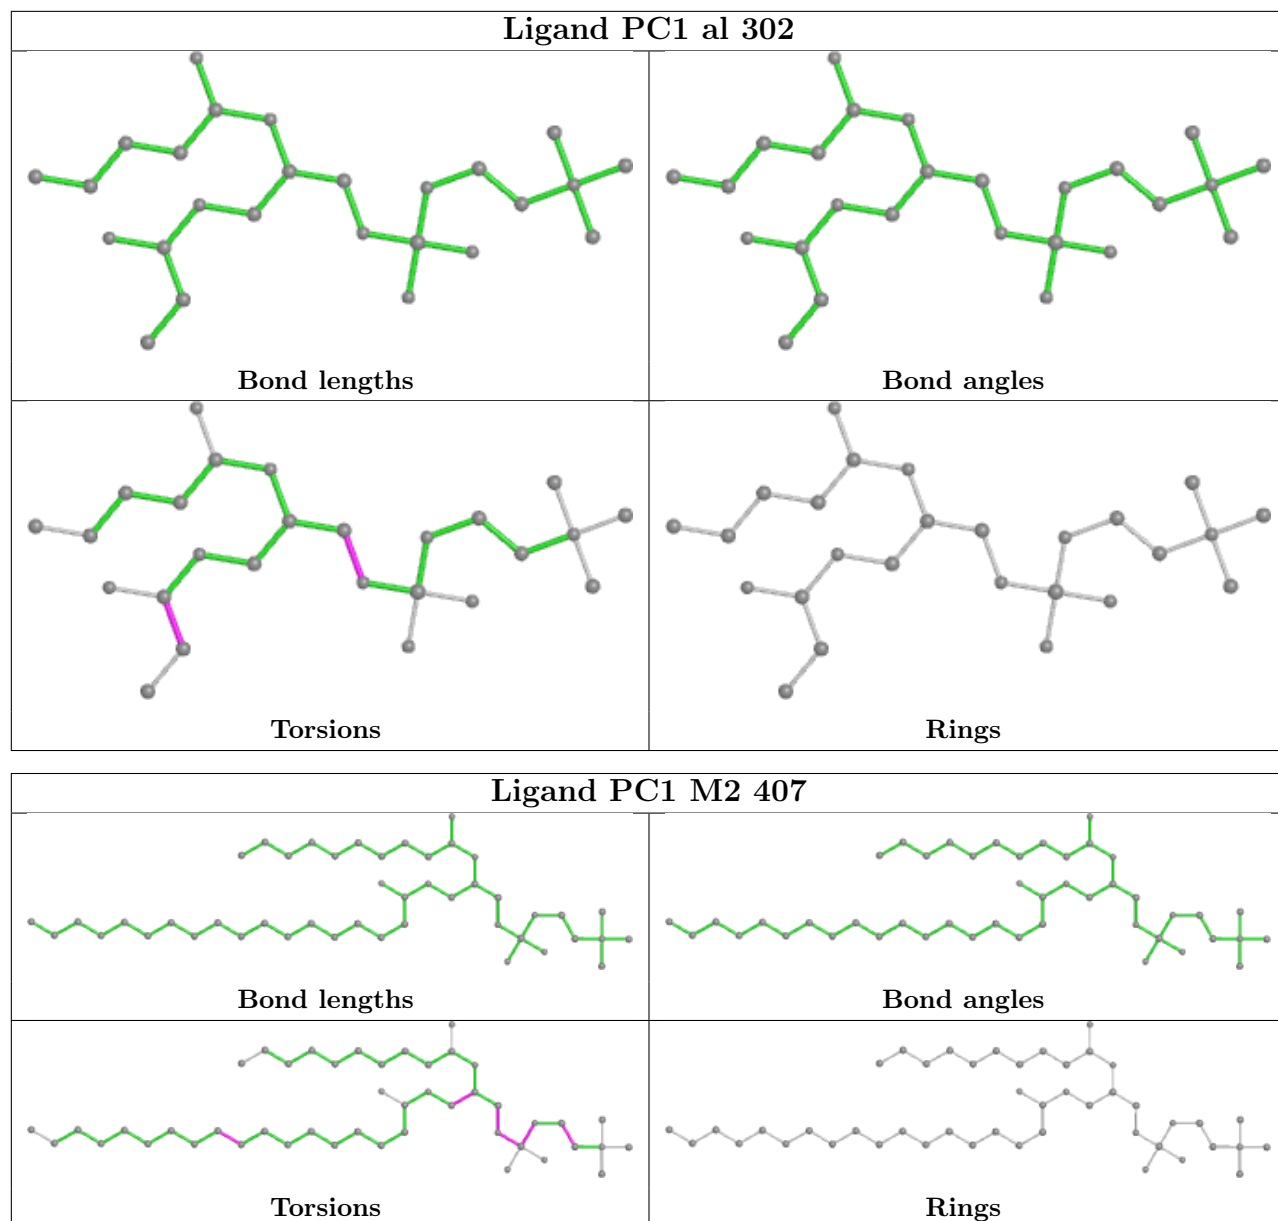 Ligand PC1 al 302
Bond lengths
Bond angles
Torsions
Rings
Ligand PC1 M2 407
Bond lengths
Bond angles
Torsions
Rings